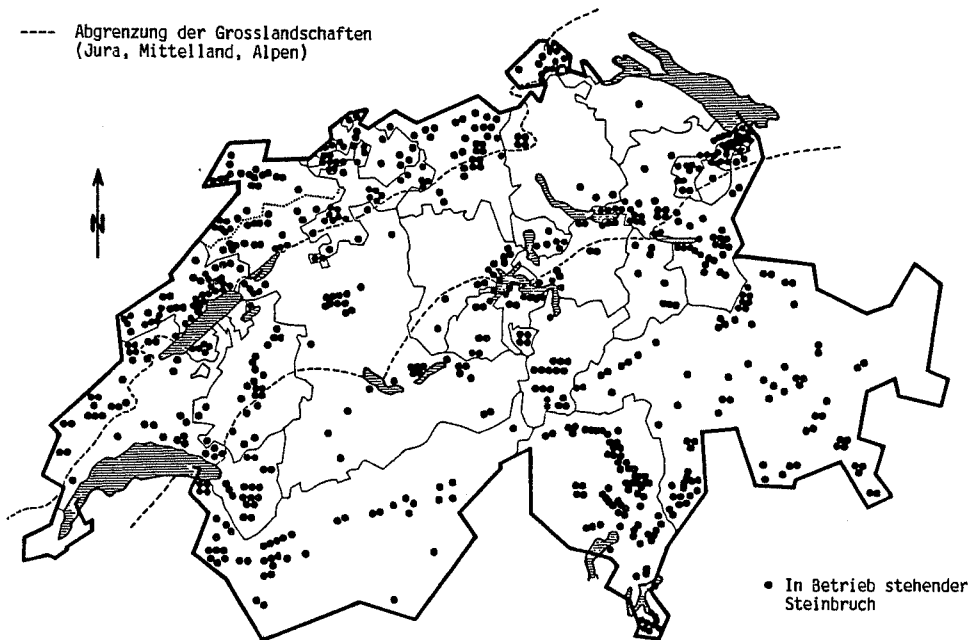 Abgrenzung der Grosslandschaften
(Jura, Mittelland, Alpen)
N
In Betrieb stehender
Steinbruch